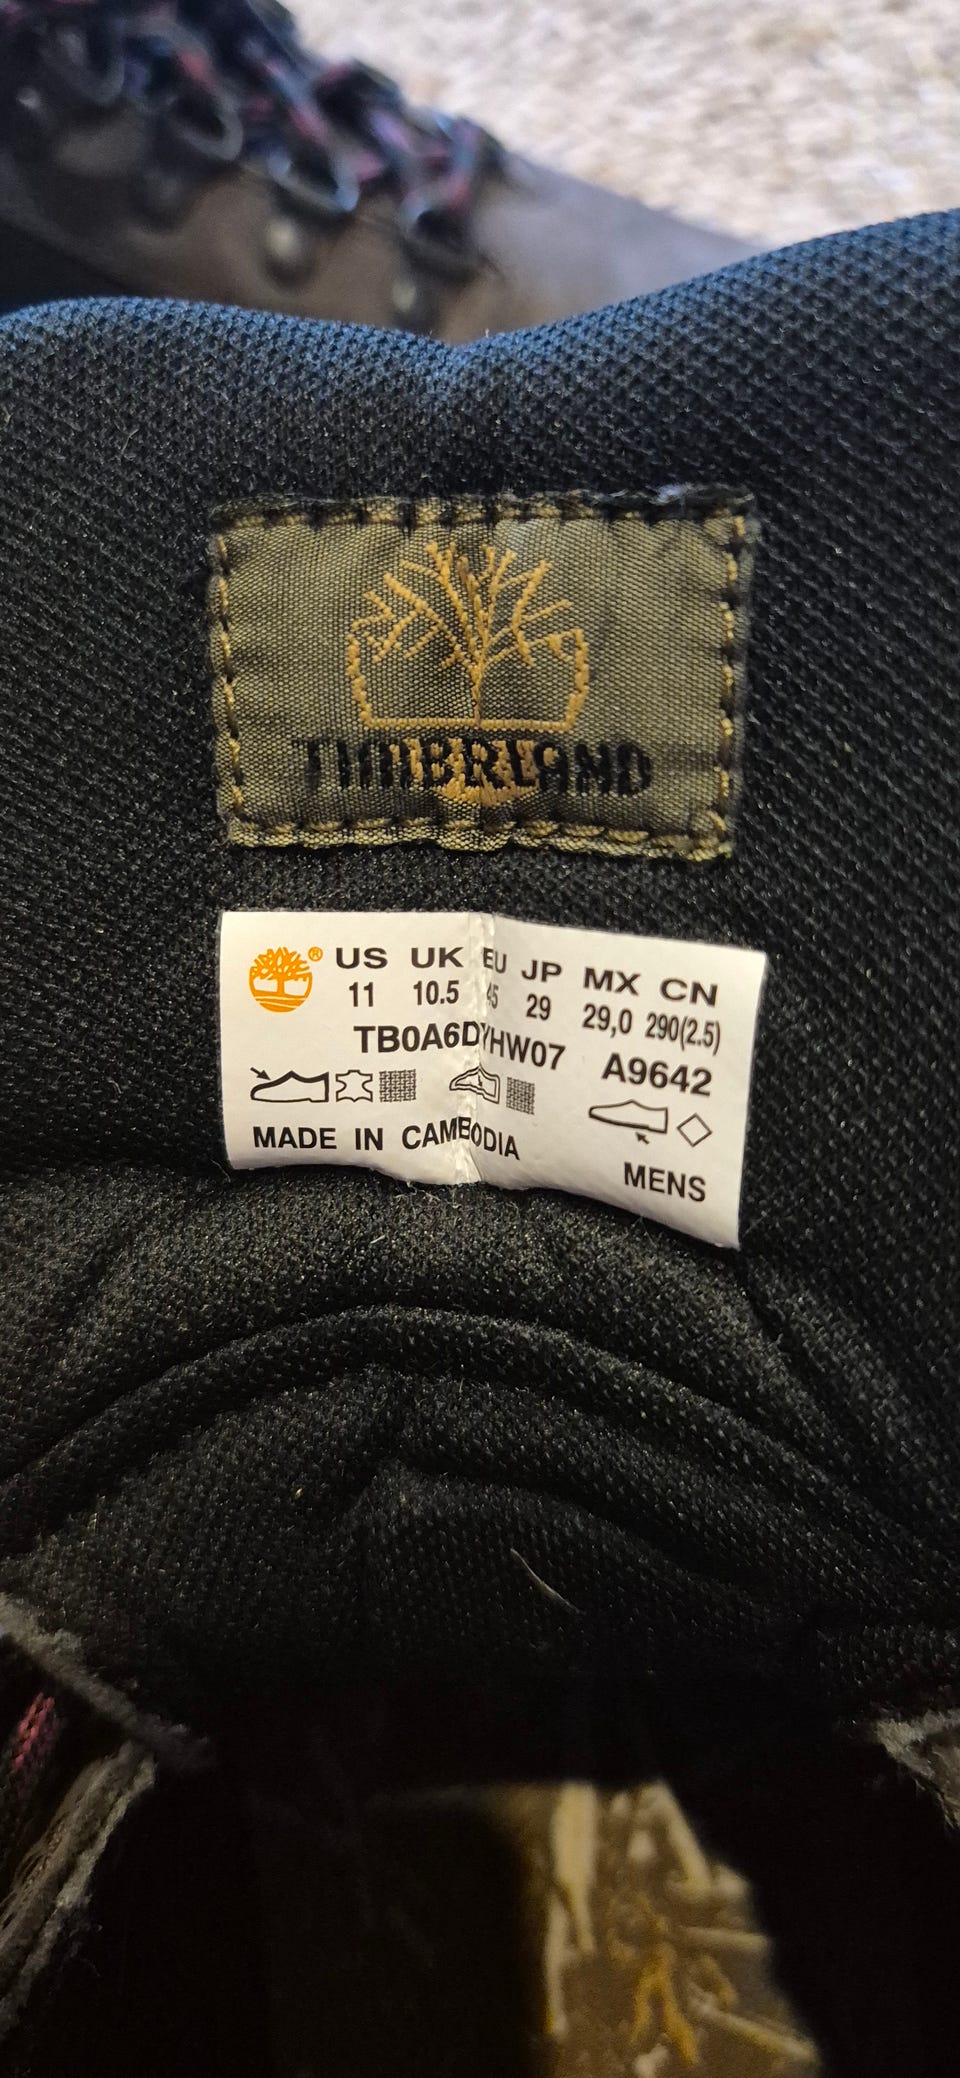 TIMBERLAND
® US UK EU JP MX CN
11 10.5 45 29 29,0 290(2.5)
TB0A6DYHW07 A9642
MADE IN CAMBODIA
MENS